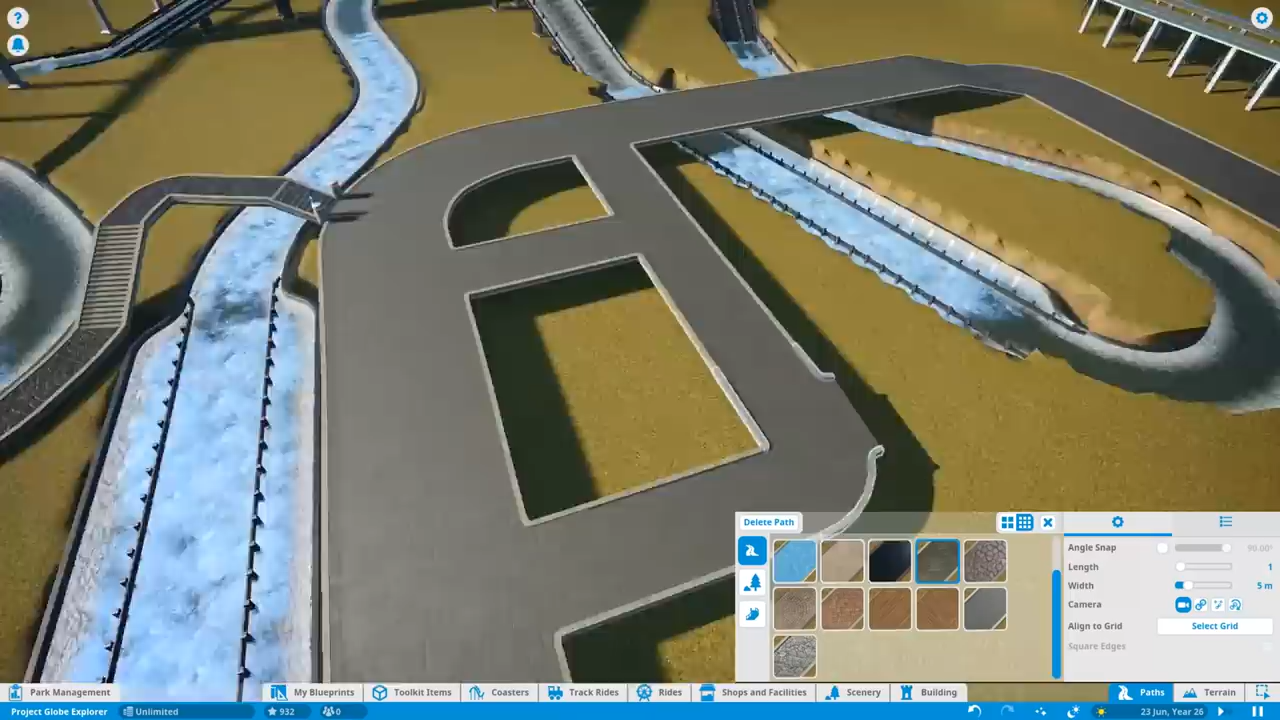 ?
Delete Path
Angle Snap 90.00°
Length 1
Width 5 m
Camera
Align to Grid Select Grid
Square Edges
Park Management My Blueprints Toolkit Items Coasters Track Rides Rides Shops and Facilities Scenery Building Paths Terrain
Project Globe Explorer Unlimited 932 0 23 Jun, Year 26